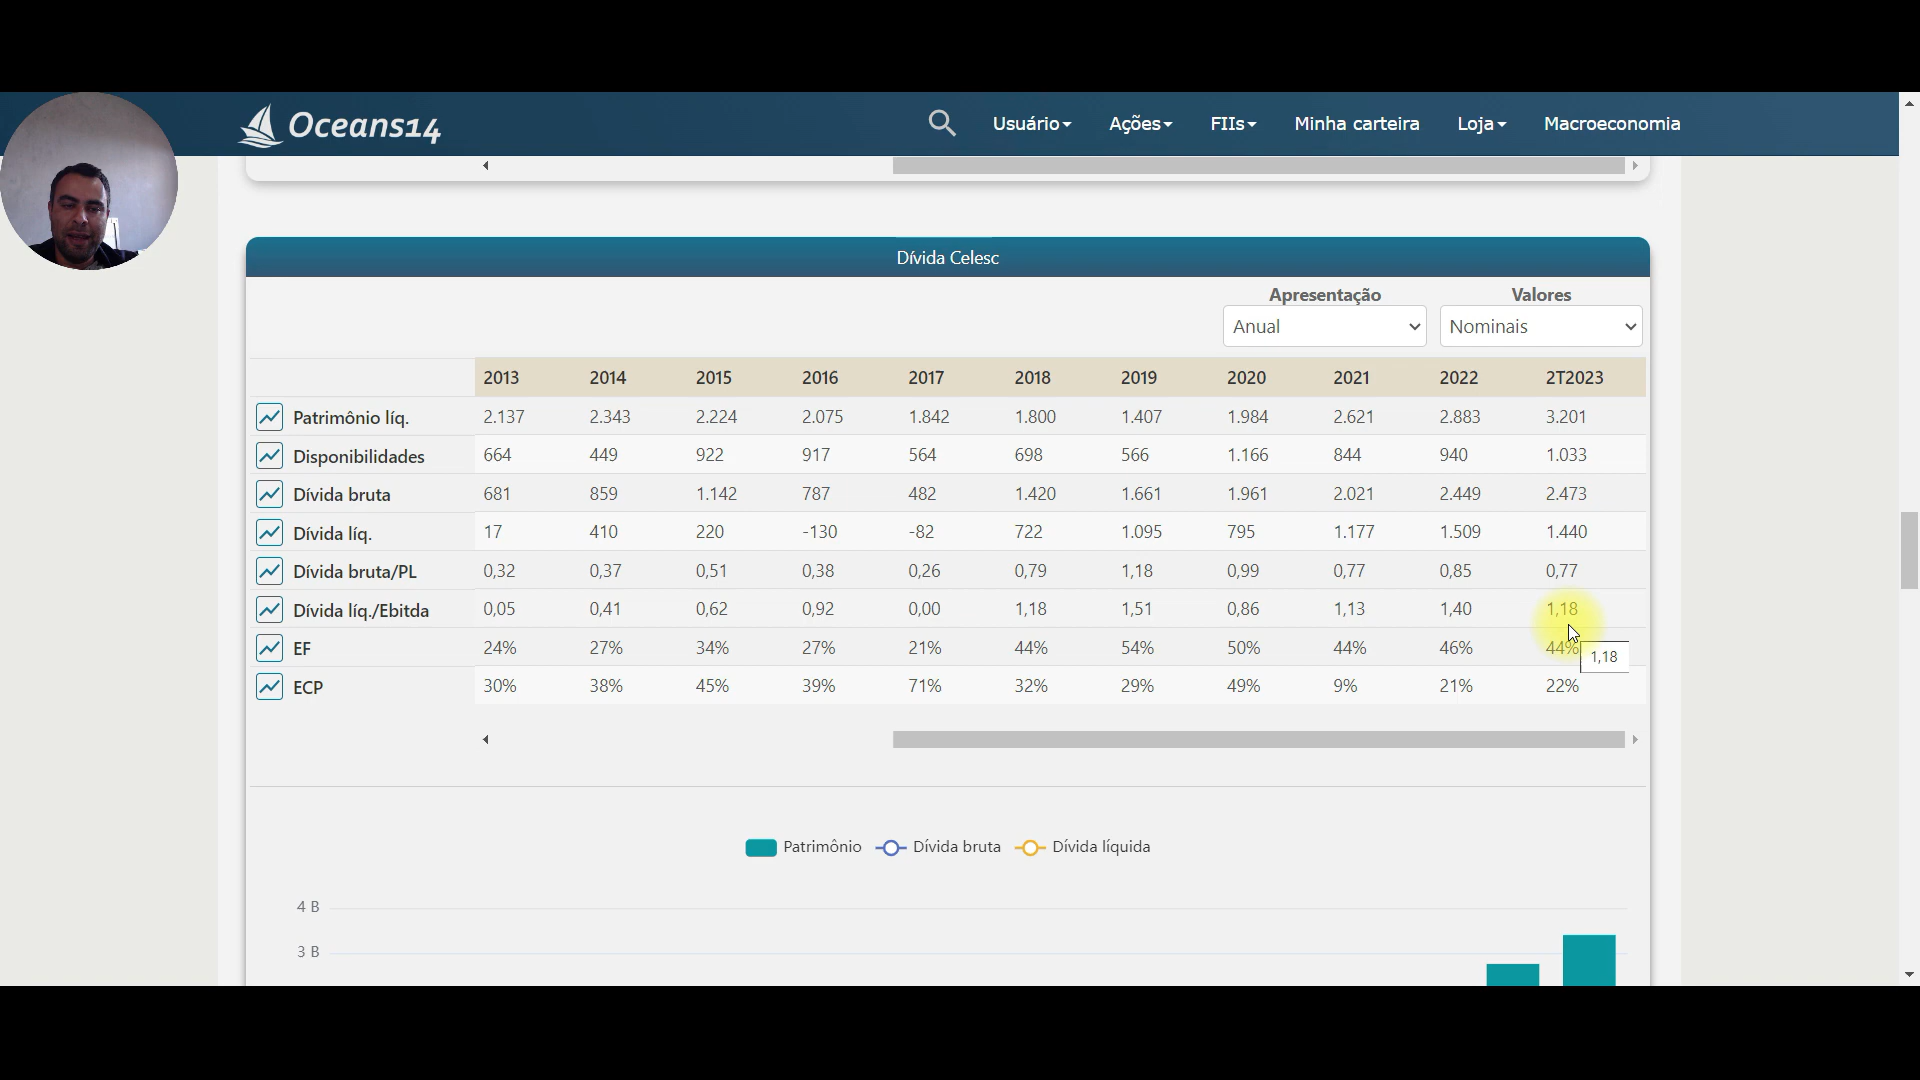 Oceans14 Usuário Ações FIIs Minha carteira Loja Macroeconomia
Dívida Celesc
Apresentação Valores
Anual Nominais
2013 2014 2015 2016 2017 2018 2019 2020 2021 2022 2T2023
Patrimônio líq. 2.137 2.343 2.224 2.075 1.842 1.800 1.407 1.984 2.621 2.883 3.201
Disponibilidades 664 449 922 917 564 698 566 1.166 844 940 1.033
Dívida bruta 681 859 1.142 787 482 1.420 1.661 1.961 2.021 2.449 2.473
Dívida líq. 17 410 220 -130 -82 722 1.095 795 1.177 1.509 1.440
Dívida bruta/PL 0,32 0,37 0,51 0,38 0,26 0,79 1,18 0,99 0,77 0,85 0,77
Dívida líq./Ebitda 0,05 0,41 0,62 0,92 0,00 1,18 1,51 0,86 1,13 1,40 1,18
EF 24% 27% 34% 27% 21% 44% 54% 50% 44% 46% 44%
1,18
ECP 30% 38% 45% 39% 71% 32% 29% 49% 9% 21% 22%
Patrimônio Dívida bruta Dívida líquida
4 B
3 B